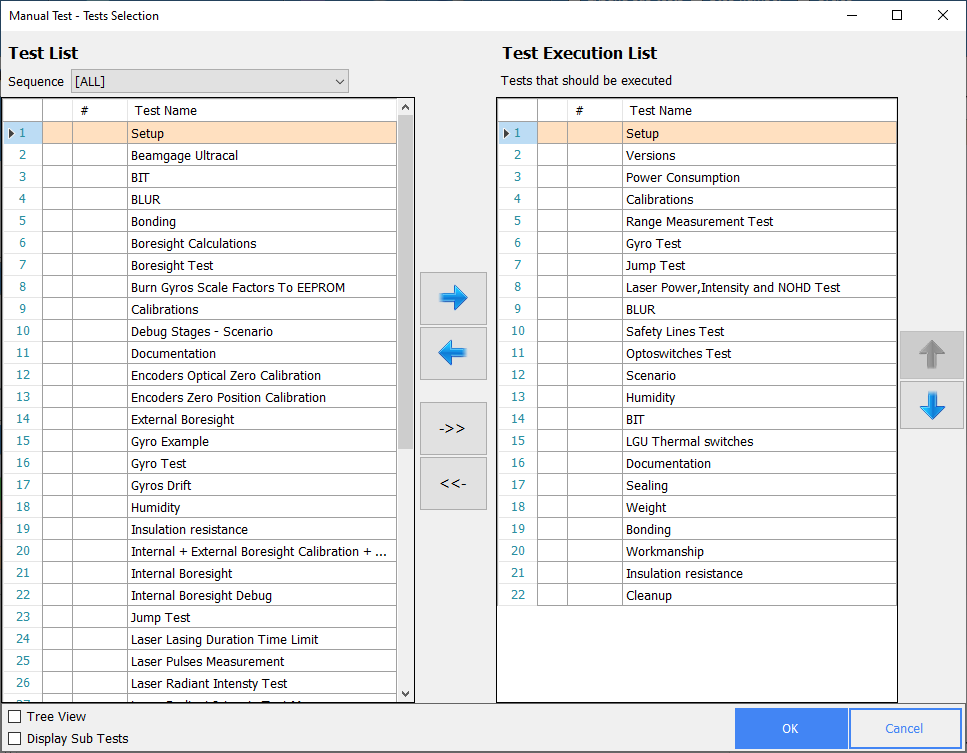 Manual Test - Tests Selection
Test List
Sequence [ALL]
# Test Name
1 Setup
2 Beamgage Ultracal
3 BIT
4 BLUR
5 Bonding
6 Boresight Calculations
7 Boresight Test
8 Burn Gyros Scale Factors To EEPROM
9 Calibrations
10 Debug Stages - Scenario
11 Documentation
12 Encoders Optical Zero Calibration
13 Encoders Zero Position Calibration
14 External Boresight
15 Gyro Example
16 Gyro Test
17 Gyros Drift
18 Humidity
19 Insulation resistance
20 Internal + External Boresight Calibration + ...
21 Internal Boresight
22 Internal Boresight Debug
23 Jump Test
24 Laser Lasing Duration Time Limit
25 Laser Pulses Measurement
26 Laser Radiant Intensty Test
->>
<<-
Test Execution List
Tests that should be executed
# Test Name
1 Setup
2 Versions
3 Power Consumption
4 Calibrations
5 Range Measurement Test
6 Gyro Test
7 Jump Test
8 Laser Power,Intensity and NOHD Test
9 BLUR
10 Safety Lines Test
11 Optoswitches Test
12 Scenario
13 Humidity
14 BIT
15 LGU Thermal switches
16 Documentation
17 Sealing
18 Weight
19 Bonding
20 Workmanship
21 Insulation resistance
22 Cleanup
Tree View
Display Sub Tests
OK
Cancel